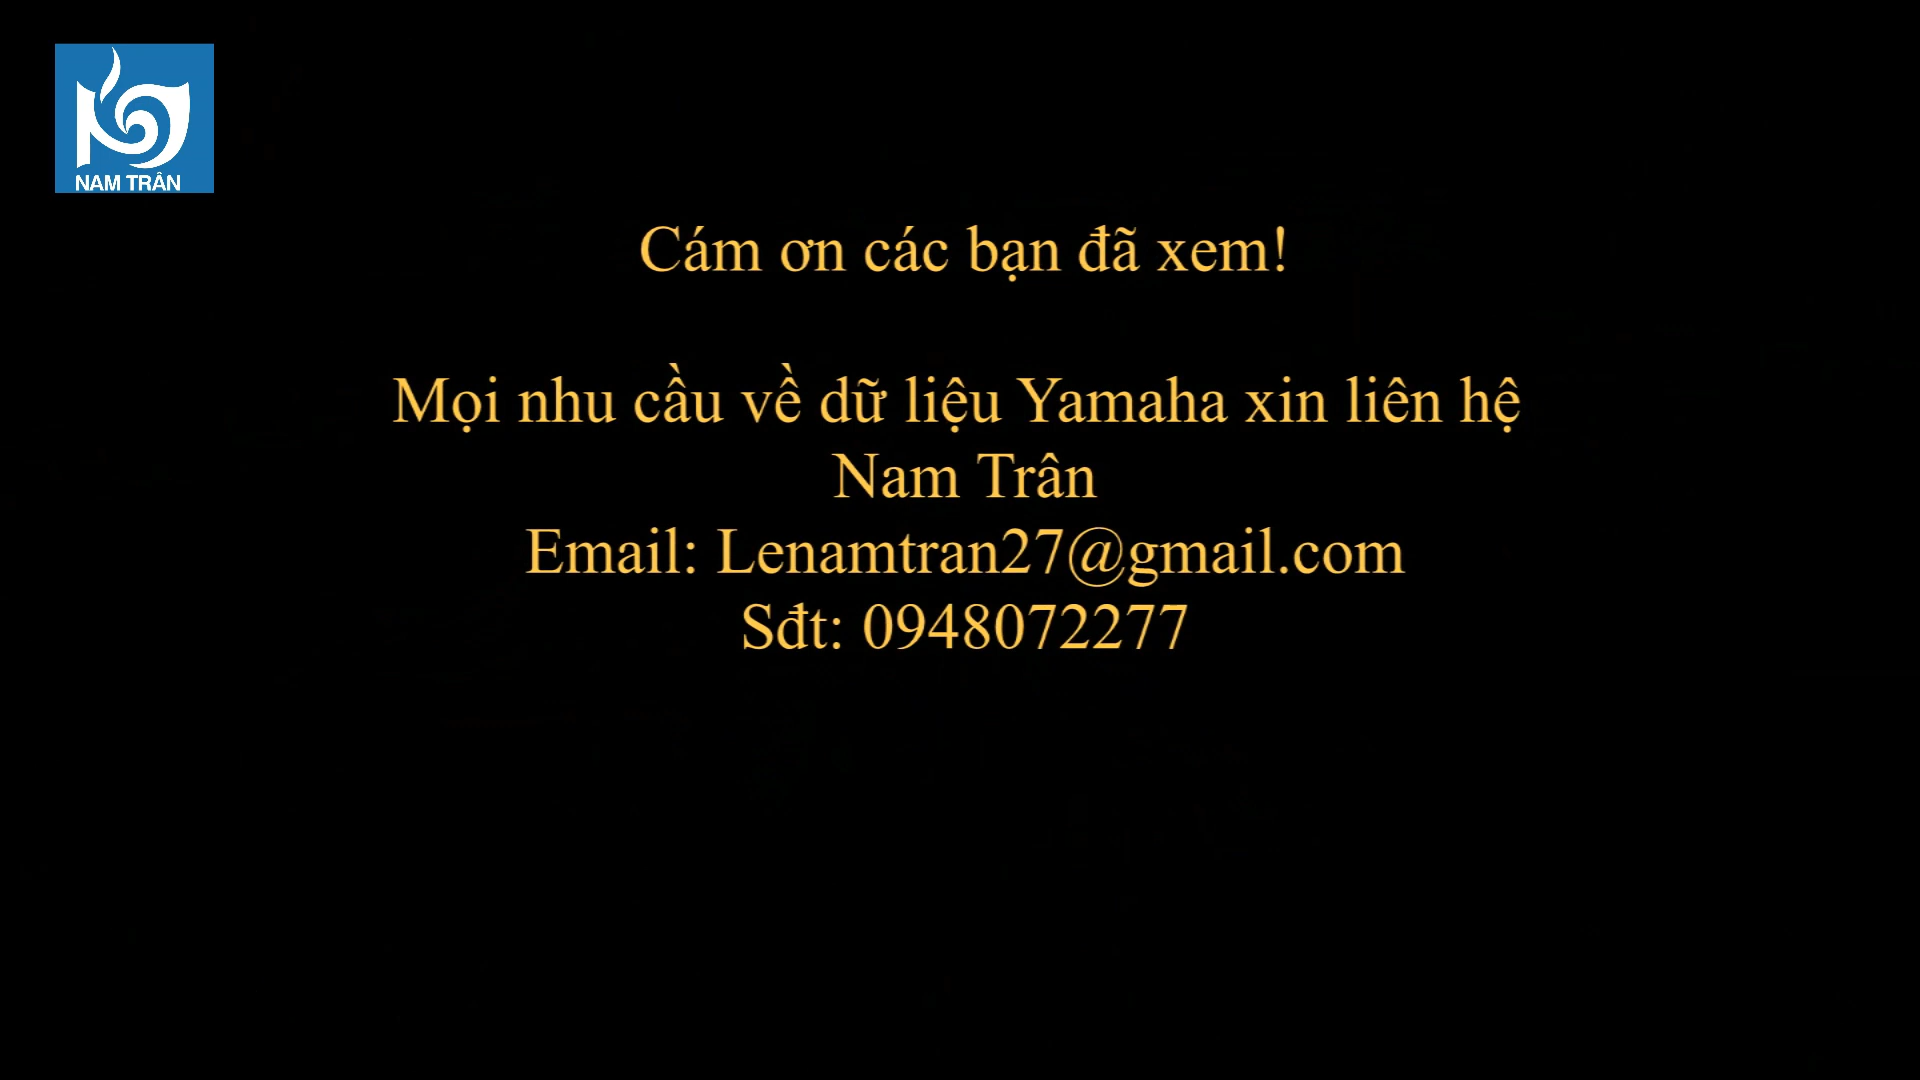 NAM TRÂN
Cám ơn các bạn đã xem!
Mọi nhu cầu về dữ liệu Yamaha xin liên hệ
Nam Trân
Email: Lenamtran27@gmail.com
Sđt: 0948072277